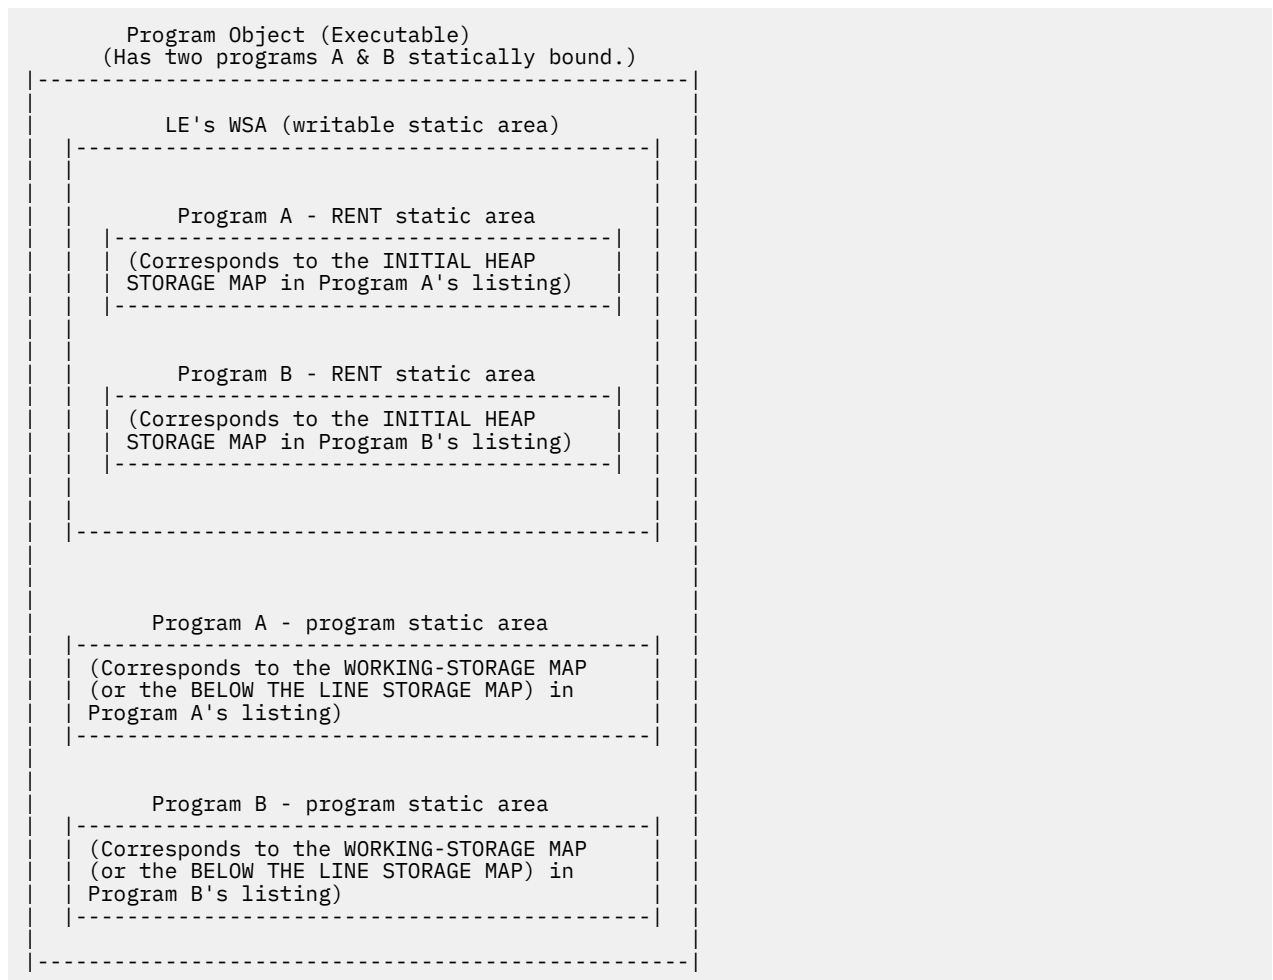 Program Object (Executable)
(Has two programs A & B statically bound.)
LE's WSA (writable static area)
Program A - RENT static area
(Corresponds to the INITIAL HEAP
STORAGE MAP in Program A's listing)
Program B - RENT static area
(Corresponds to the INITIAL HEAP
STORAGE MAP in Program B's listing)
Program A - program static area
(Corresponds to the WORKING-STORAGE MAP
(or the BELOW THE LINE STORAGE MAP) in
Program A's listing)
Program B - program static area
(Corresponds to the WORKING-STORAGE MAP
(or the BELOW THE LINE STORAGE MAP) in
Program B's listing)